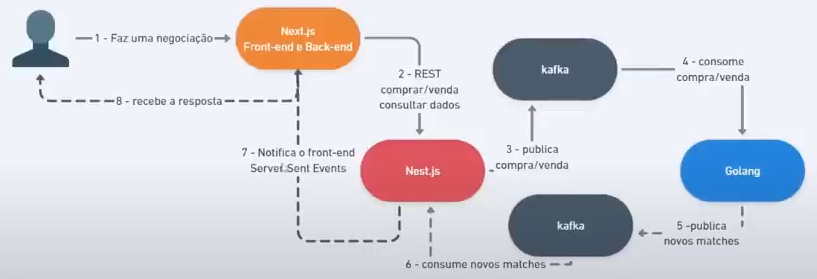 1 - Faz uma negociação
Next.js
Front-end e Back-end
2 - REST
comprar/venda
consultar dados
kafka
4 - consome
compra/venda
8 - recebe a resposta
7 - Notifica o front-end
Server Sent Events
Nest.js
3 - publica
compra/venda
Golang
kafka
5 -publica
novos matches
6 - consume novos matches